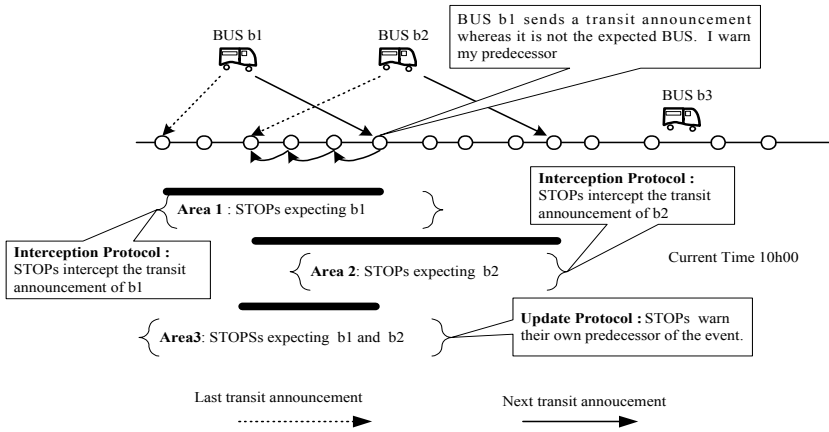 BUS b1 sends a transit announcement
whereas it is not the expected BUS. I warn
my predecessor
BUS b1
BUS b2
BUS b3
Interception Protocol :
STOPs intercept the transit
announcement of b2
Area 1 : STOPs expecting b1
Interception Protocol :
STOPs intercept the transit
announcement of b1
Area 2: STOPs expecting b2
Current Time 10h00
Area3: STOPSs expecting b1 and b2
Update Protocol : STOPs warn
their own predecessor of the event.
Last transit announcement
Next transit annoucement